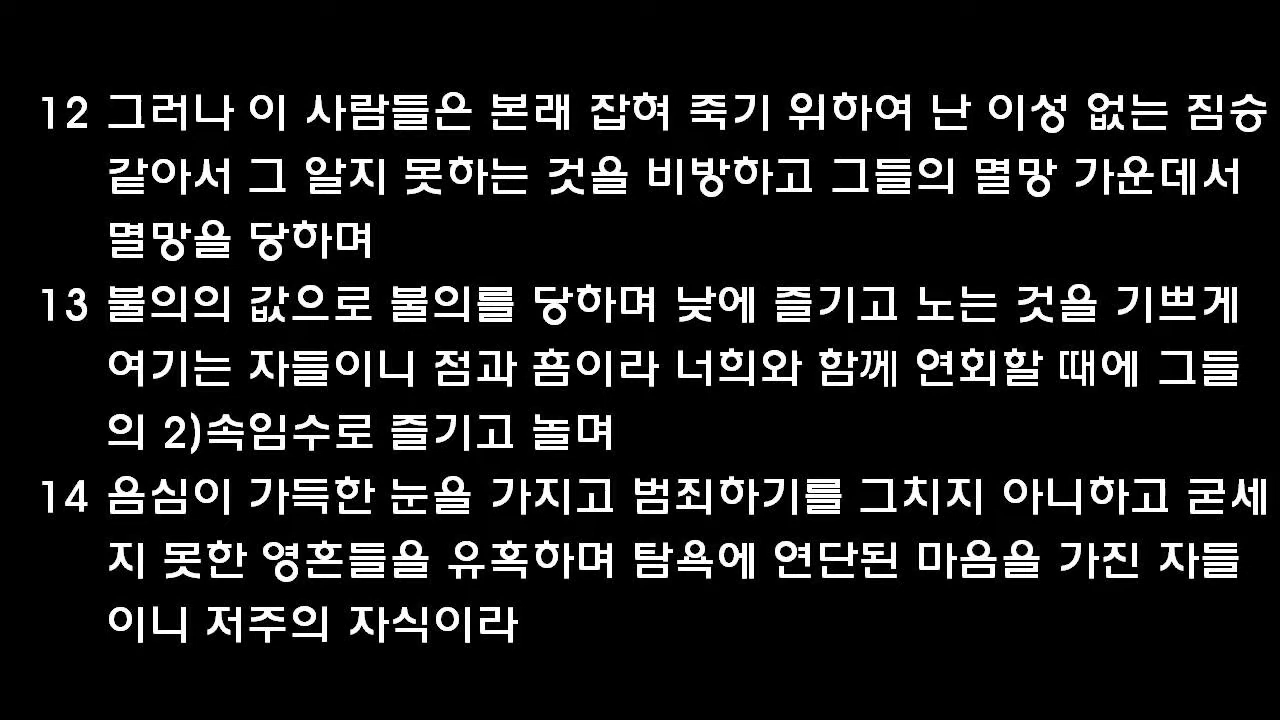 12 그러나 이 사람들은 본래 잡혀 죽기 위하여 난 이성 없는 짐승
같아서 그 알지 못하는 것을 비방하고 그들의 멸망 가운데서
멸망을 당하며
13 불의의 값으로 불의를 당하며 낮에 즐기고 노는 것을 기쁘게
여기는 자들이니 점과 흠이라 너희와 함께 연회할 때에 그들
의 2)속임수로 즐기고 놀며
14 음심이 가득한 눈을 가지고 범죄하기를 그치지 아니하고 굳세
지 못한 영혼들을 유혹하며 탐욕에 연단된 마음을 가진 자들
이니 저주의 자식이라